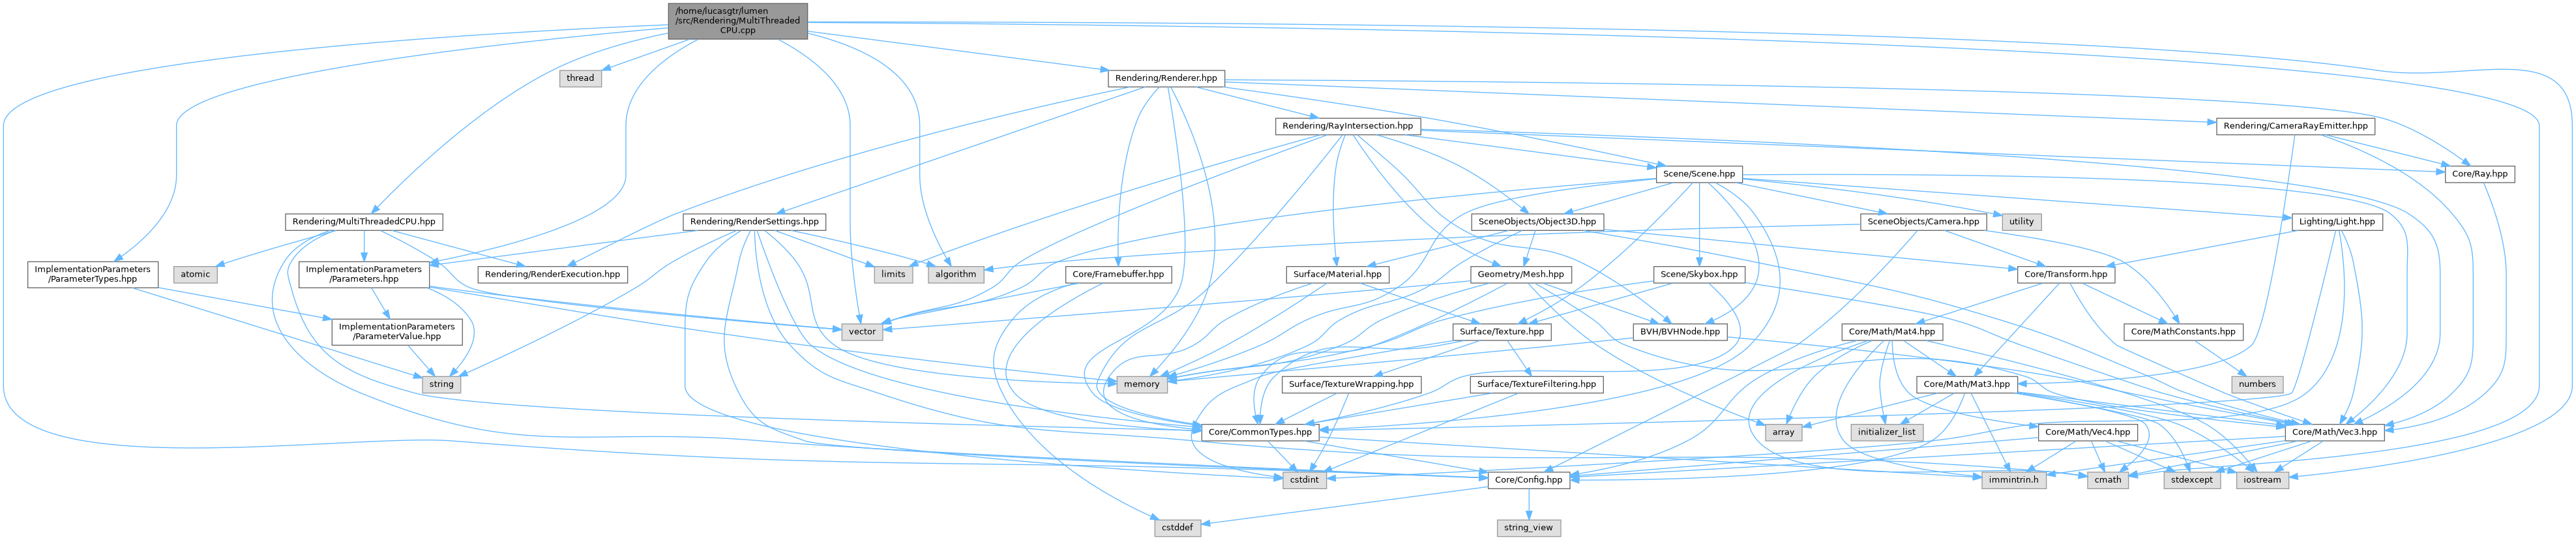 /home/lucasgtr/lumen
/src/Rendering/MultiThreaded
CPU.cpp
thread
Rendering/Renderer.hpp
Rendering/RayIntersection.hpp
Rendering/CameraRayEmitter.hpp
Scene/Scene.hpp
Core/Ray.hpp
Rendering/MultiThreadedCPU.hpp
Rendering/RenderSettings.hpp
SceneObjects/Object3D.hpp
SceneObjects/Camera.hpp
utility
Lighting/Light.hpp
ImplementationParameters
/ParameterTypes.hpp
atomic
ImplementationParameters
/Parameters.hpp
Rendering/RenderExecution.hpp
limits
algorithm
Core/Framebuffer.hpp
Surface/Material.hpp
Geometry/Mesh.hpp
Scene/Skybox.hpp
Core/Transform.hpp
ImplementationParameters
/ParameterValue.hpp
vector
Surface/Texture.hpp
BVH/BVHNode.hpp
Core/Math/Mat4.hpp
Core/MathConstants.hpp
string
memory
Surface/TextureWrapping.hpp
Surface/TextureFiltering.hpp
Core/Math/Mat3.hpp
numbers
Core/CommonTypes.hpp
array
initializer_list
Core/Math/Vec4.hpp
Core/Math/Vec3.hpp
cstdint
Core/Config.hpp
immintrin.h
cmath
stdexcept
iostream
cstddef
string_view